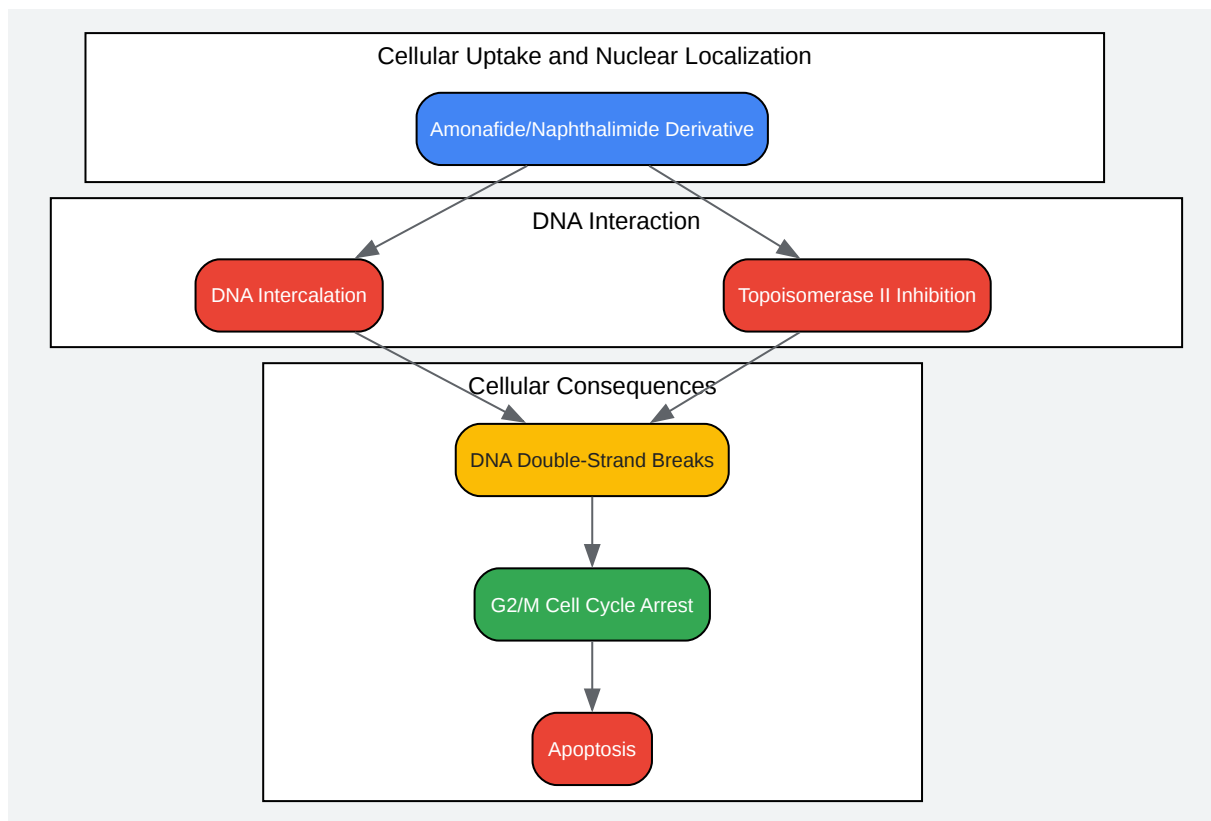 Cellular Uptake and Nuclear Localization
Amonafide/Naphthalimide Derivative
DNA Interaction
DNA Intercalation
Topoisomerase II Inhibition
Cellular Consequences
DNA Double-Strand Breaks
G2/M Cell Cycle Arrest
Apoptosis